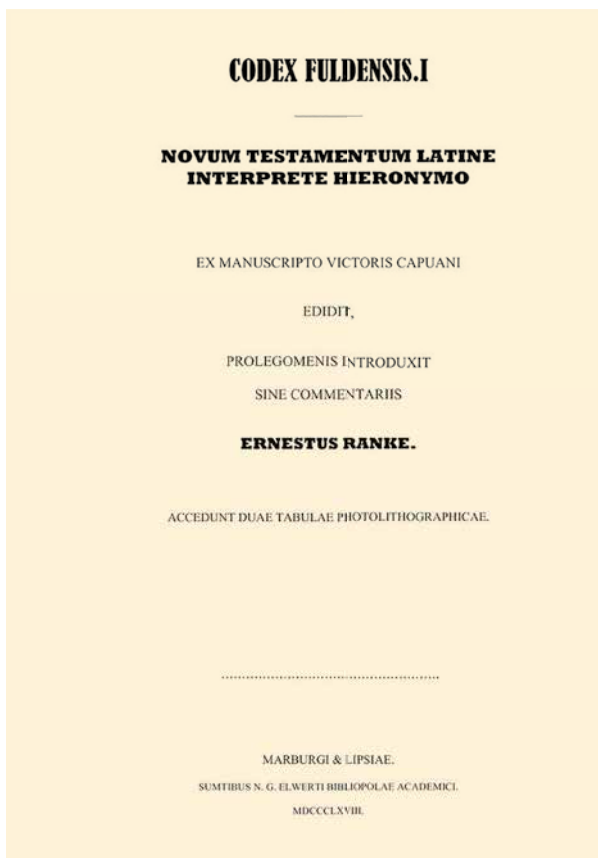 CODEX FULDENSIS.I
NOVUM TESTAMENTUM LATINE
INTERPRETE HIERONYMO
EX MANUSCRIPTO VICTORIS CAPUANI
EDIDIT,
PROLEGOMENIS INTRODUXIT
SINE COMMENTARIIS
ERNESTUS RANKE.
ACCEDUNT DUAE TABULAE PHOTOLITHOGRAPHICAE.
MARBURGI & LIPSIAE.
SUMTIBUS N. G. ELWERTI BIBLIOPOLAE ACADEMICI.
MDCCCLXVIII.